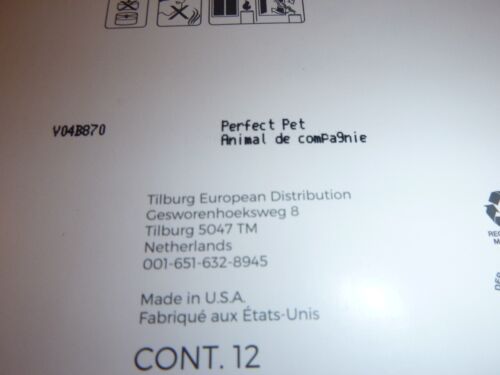 V04B870
Perfect Pet
Animal de compagnie
Tilburg European Distribution
Gesworenhoeksweg 8
Tilburg 5047 TM
Netherlands
001-651-632-8945
Made in U.S.A.
Fabriqué aux États-Unis
CONT. 12